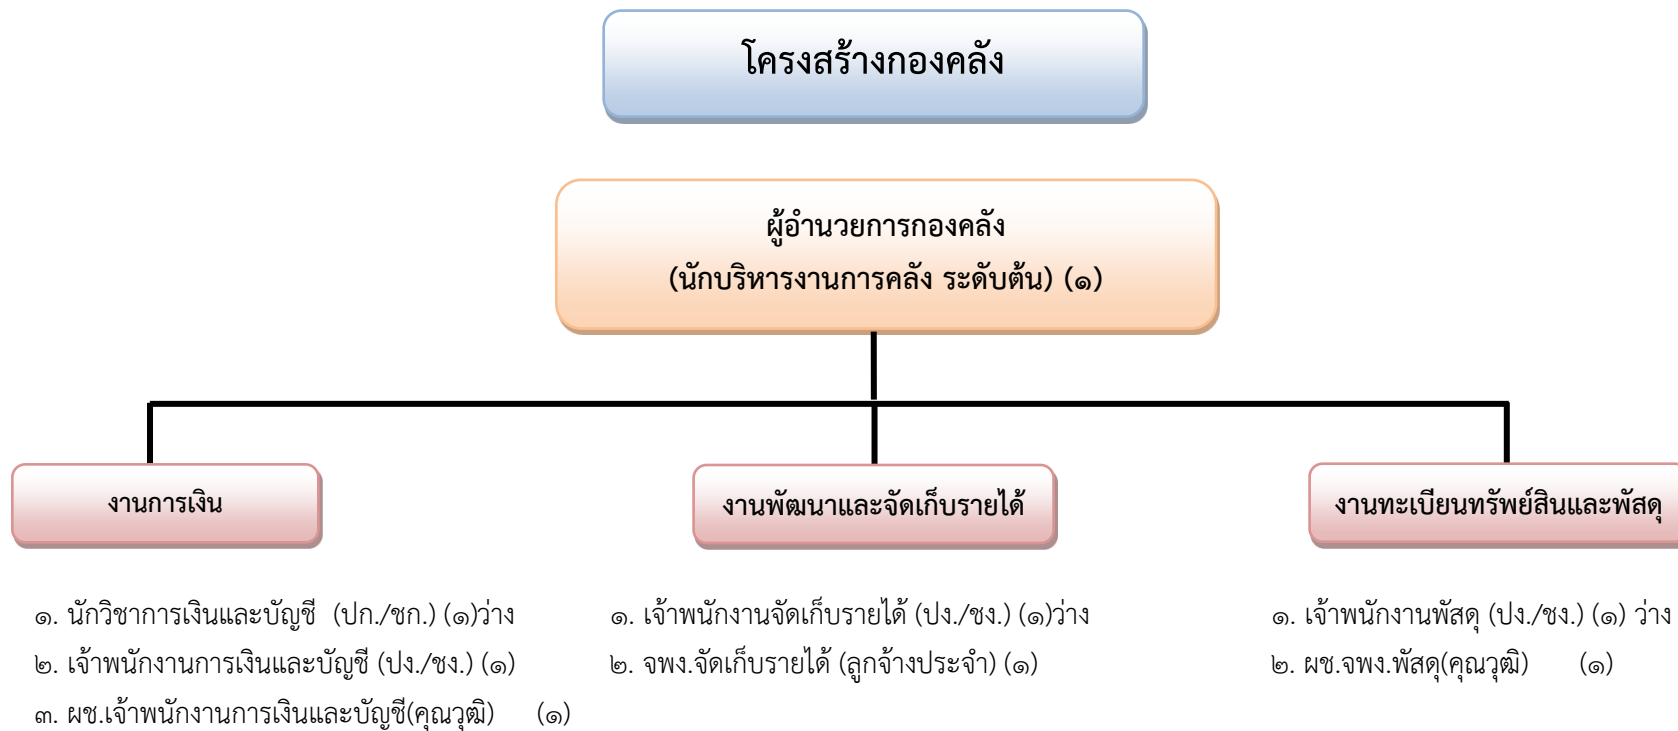 โครงสร้างกองคลัง
ผู้อำนวยการกองคลัง
(นักบริหารงานการคลัง ระดับต้น) (๑)
งานการเงิน
๑. นักวิชาการเงินและบัญชี (ปก./ชก.) (๑)ว่าง
๒. เจ้าพนักงานการเงินและบัญชี (ปง./ชง.) (๑)
๓. ผช.เจ้าพนักงานการเงินและบัญชี(คุณวุฒิ) (๑)
งานพัฒนาและจัดเก็บรายได้
๑. เจ้าพนักงานจัดเก็บรายได้ (ปง./ชง.) (๑)ว่าง
๒. จพง.จัดเก็บรายได้ (ลูกจ้างประจำ) (๑)
งานทะเบียนทรัพย์สินและพัสดุ
๑. เจ้าพนักงานพัสดุ (ปง./ชง.) (๑) ว่าง
๒. ผช.จพง.พัสดุ(คุณวุฒิ) (๑)